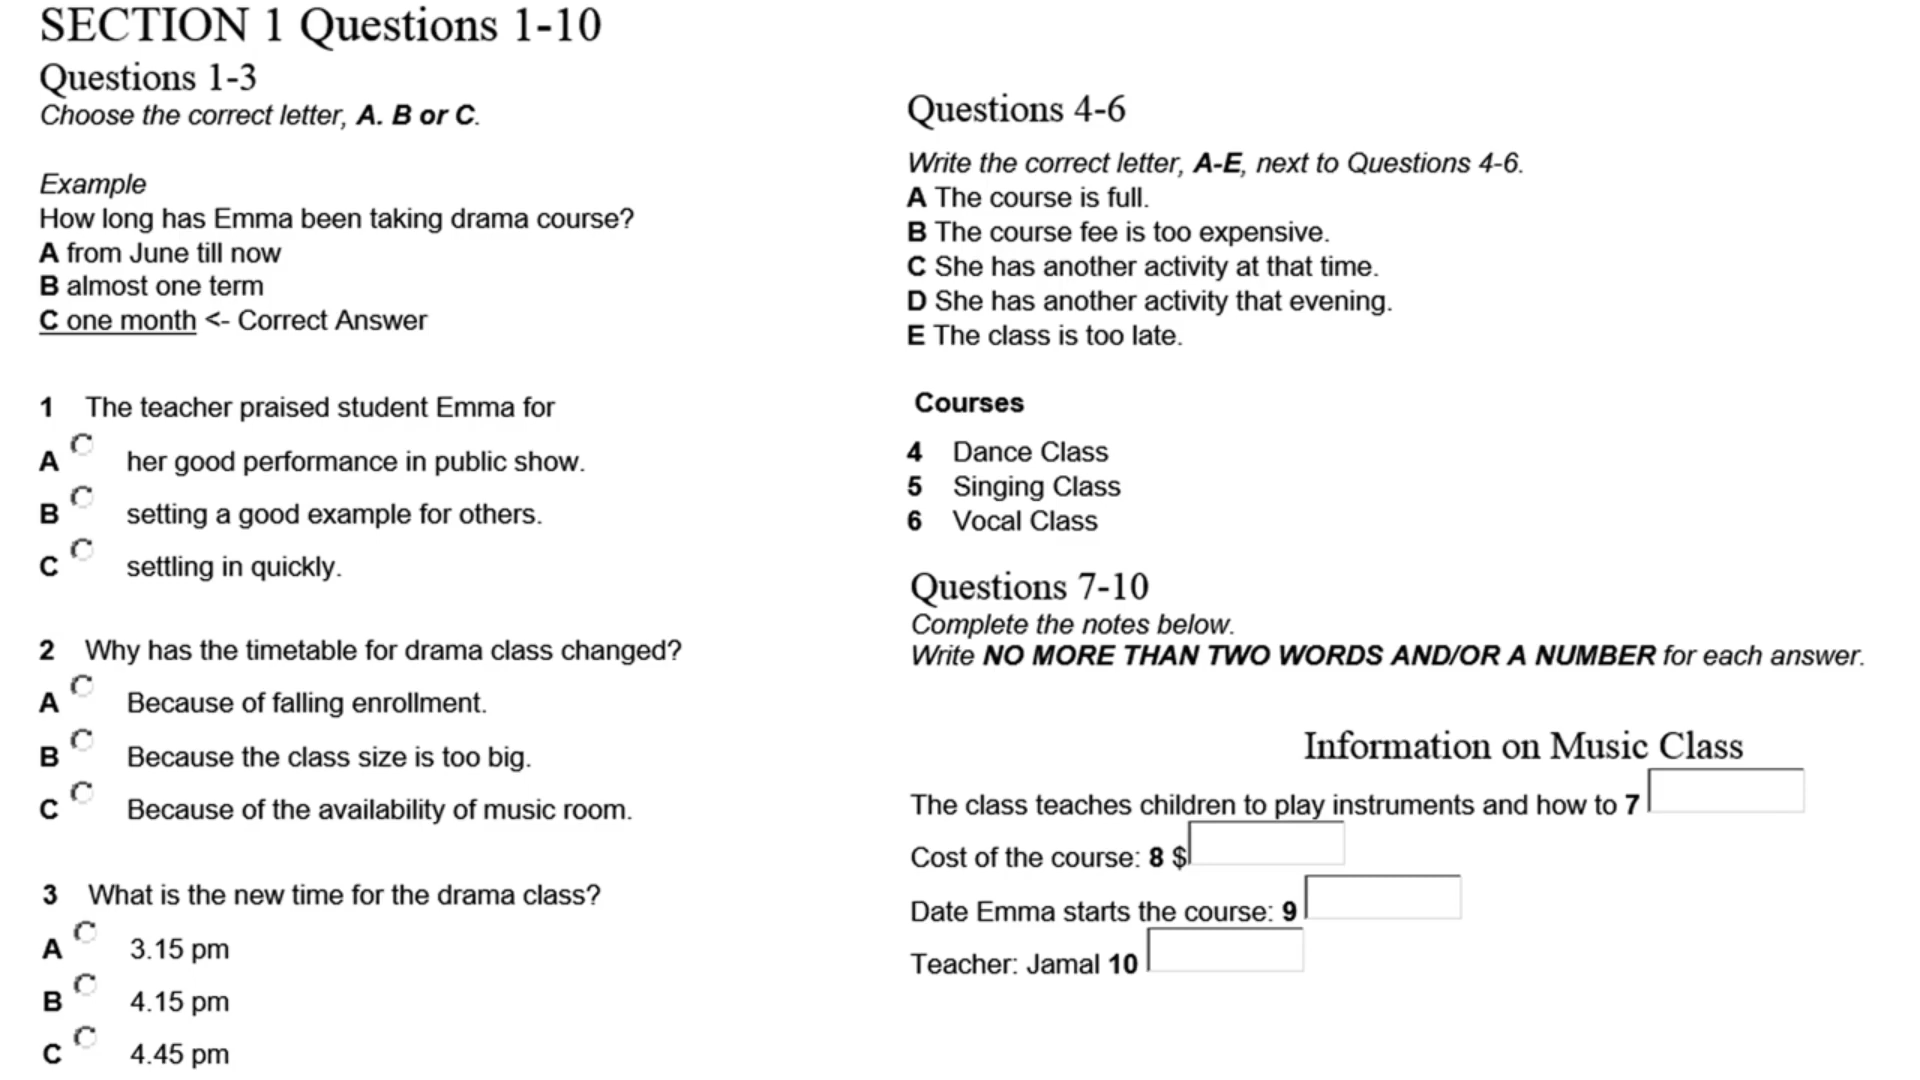 SECTION 1 Questions 1-10
Questions 1-3
Choose the correct letter, A. B or C.
Example
How long has Emma been taking drama course?
A from June till now
B almost one term
C one month <- Correct Answer
1 The teacher praised student Emma for
A her good performance in public show.
B setting a good example for others.
C settling in quickly.
2 Why has the timetable for drama class changed?
A Because of falling enrollment.
B Because the class size is too big.
C Because of the availability of music room.
3 What is the new time for the drama class?
A 3.15 pm
B 4.15 pm
C 4.45 pm
Questions 4-6
Write the correct letter, A-E, next to Questions 4-6.
A The course is full.
B The course fee is too expensive.
C She has another activity at that time.
D She has another activity that evening.
E The class is too late.
Courses
4 Dance Class
5 Singing Class
6 Vocal Class
Questions 7-10
Complete the notes below.
Write NO MORE THAN TWO WORDS AND/OR A NUMBER for each answer.
Information on Music Class
The class teaches children to play instruments and how to 7
Cost of the course: 8 $
Date Emma starts the course: 9
Teacher: Jamal 10